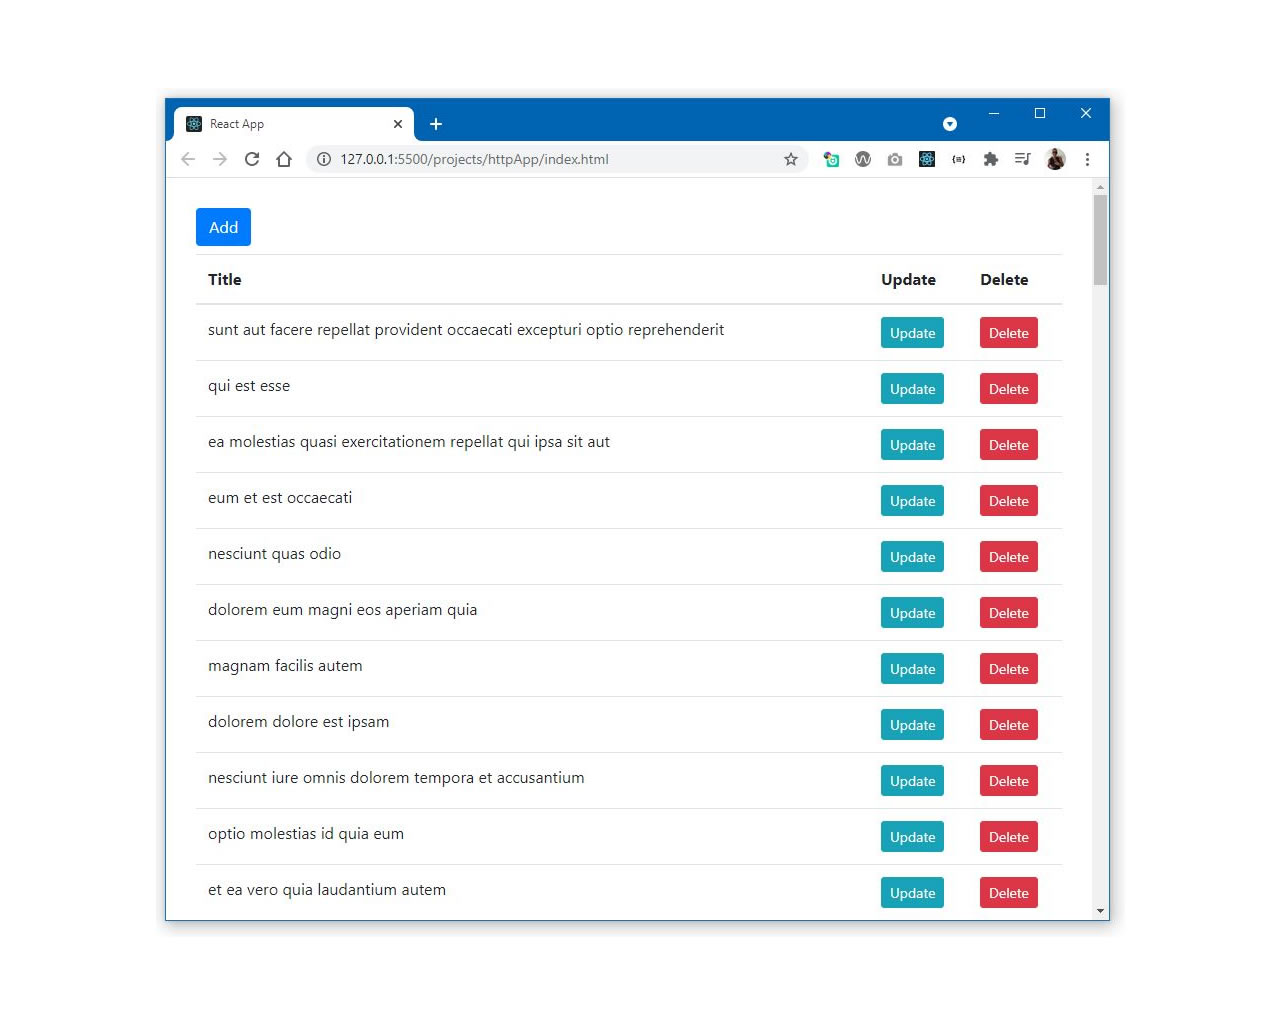 React App
127.0.0.1:5500/projects/httpApp/index.html
Add
Title Update Delete
sunt aut facere repellat provident occaecati excepturi optio reprehenderit Update Delete
qui est esse Update Delete
ea molestias quasi exercitationem repellat qui ipsa sit aut Update Delete
eum et est occaecati Update Delete
nesciunt quas odio Update Delete
dolorem eum magni eos aperiam quia Update Delete
magnam facilis autem Update Delete
dolorem dolore est ipsam Update Delete
nesciunt iure omnis dolorem tempora et accusantium Update Delete
optio molestias id quia eum Update Delete
et ea vero quia laudantium autem Update Delete